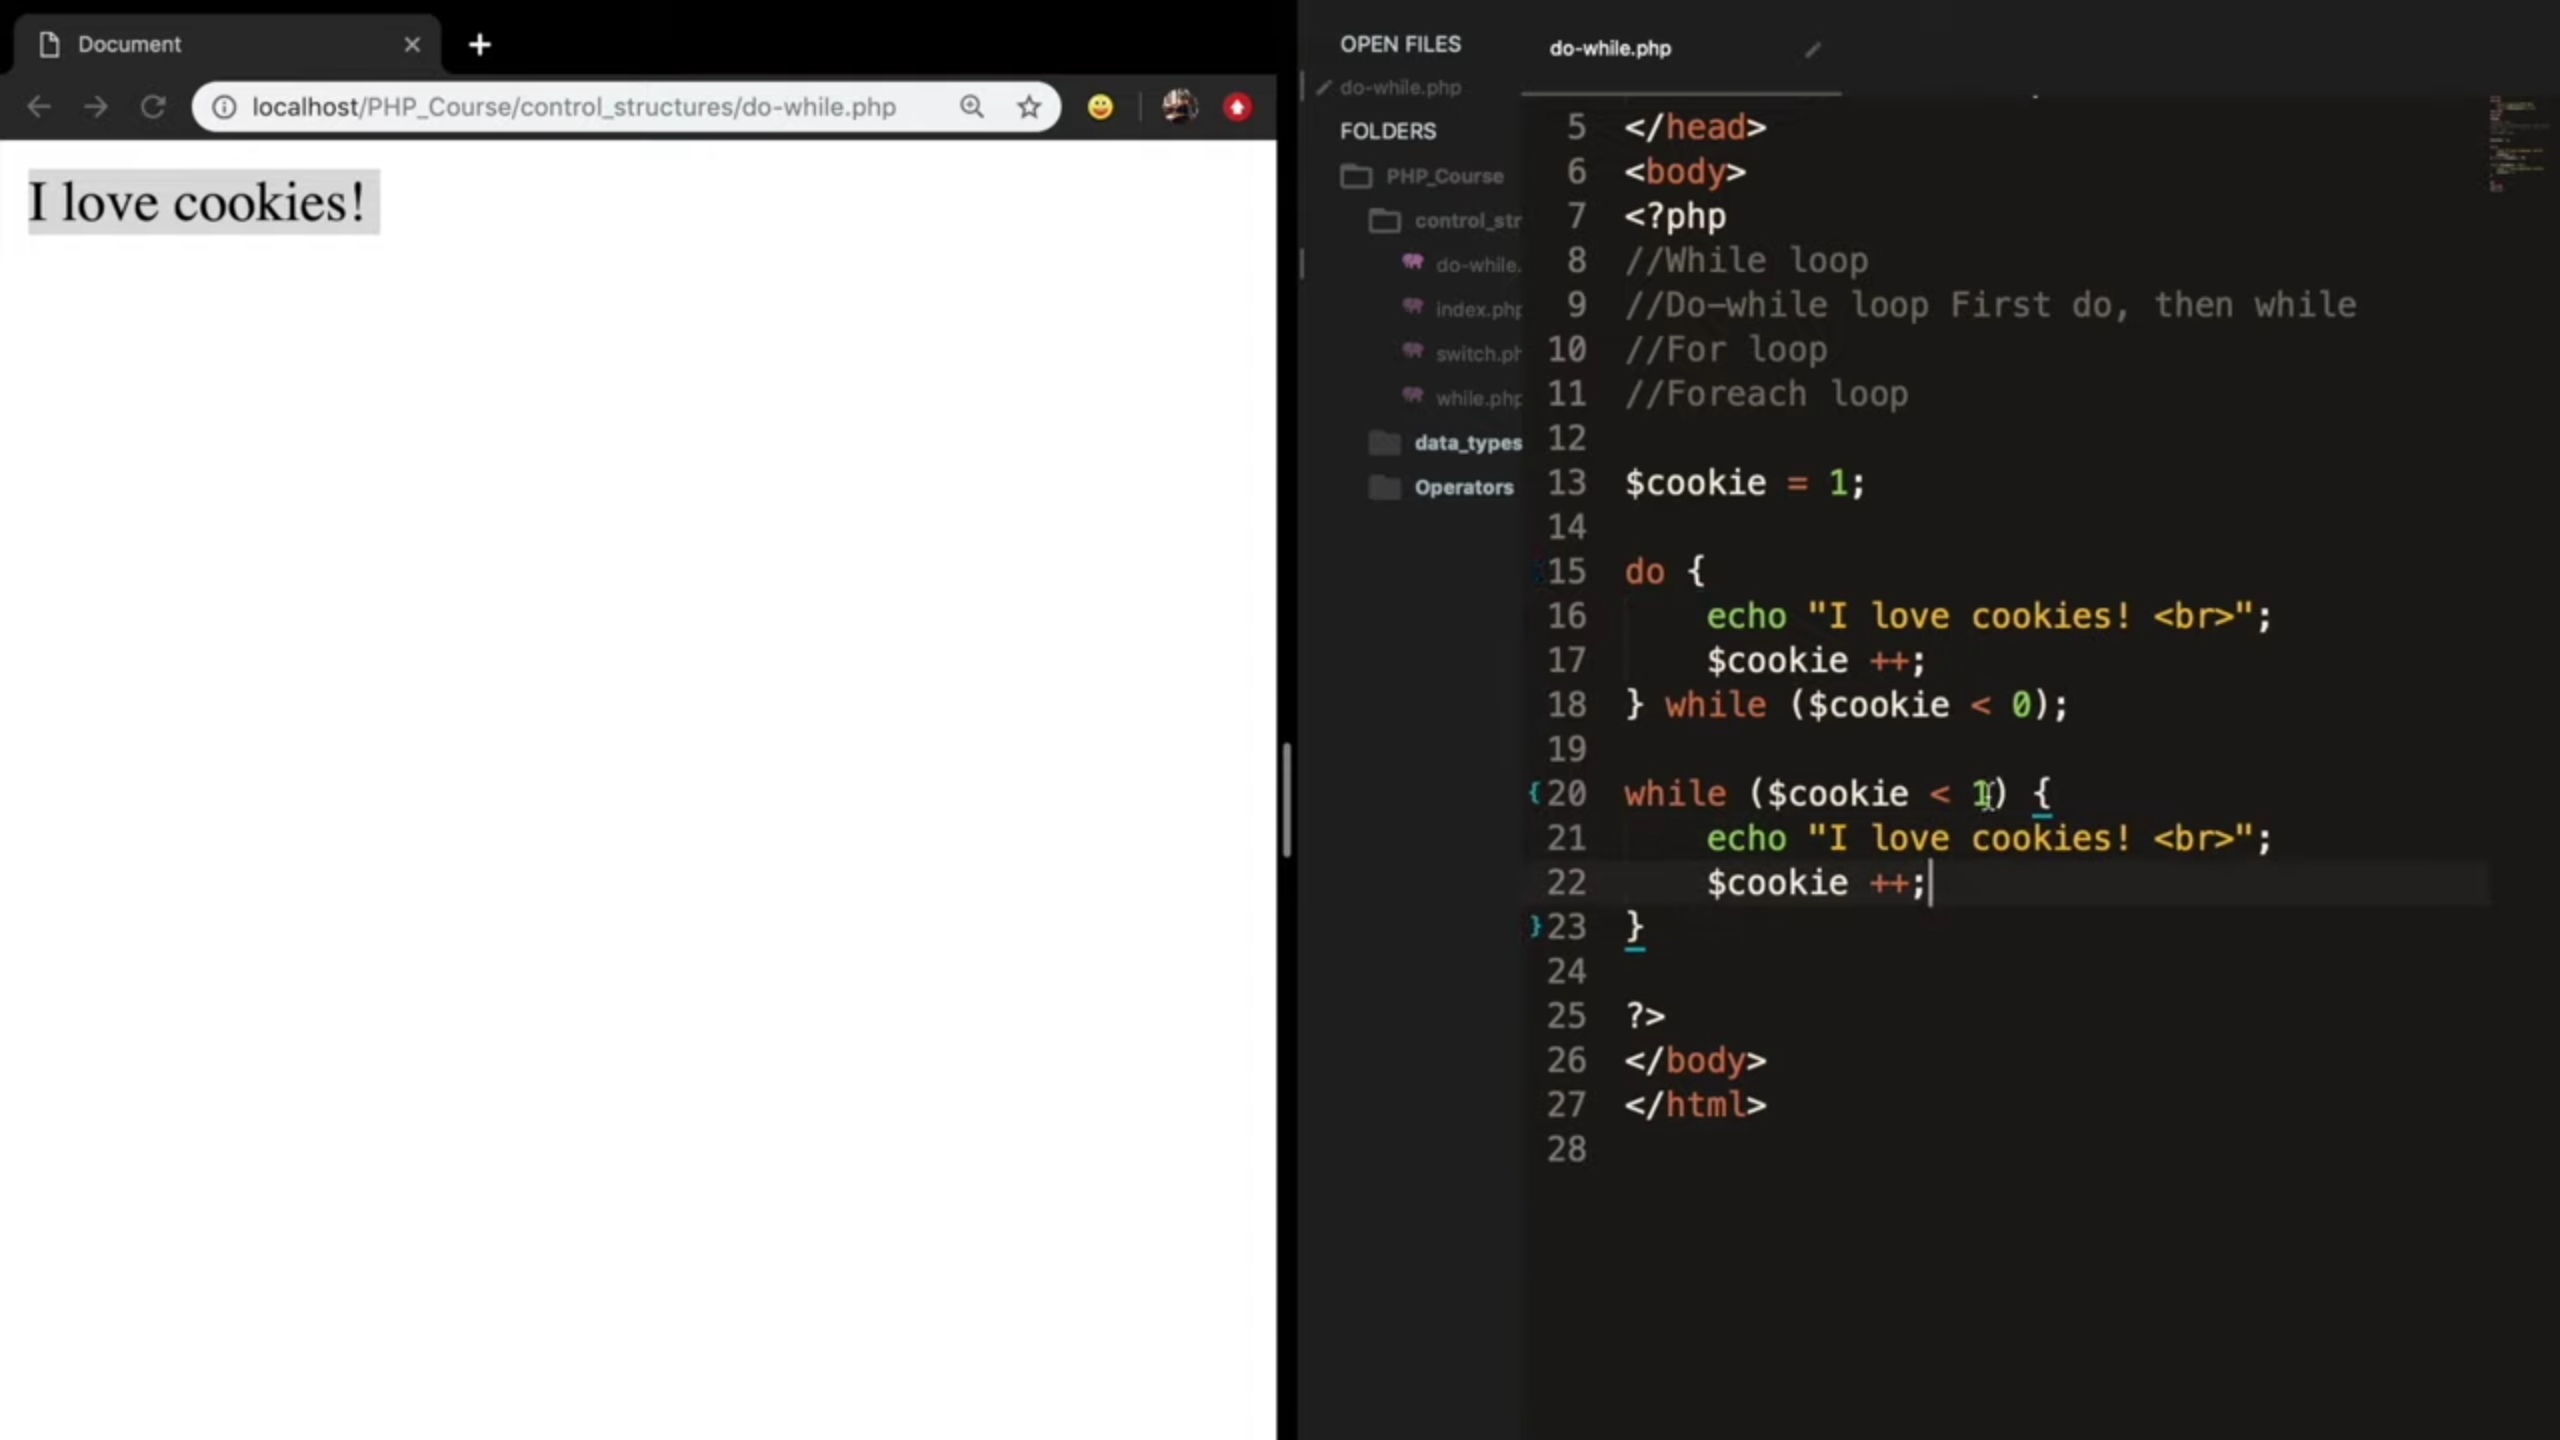 Document
localhost/PHP_Course/control_structures/do-while.php
I love cookies!
OPEN FILES
do-while.php
FOLDERS
PHP_Course
control_str
do-while.
index.php
switch.ph
while.php
data_types
Operators
do-while.php
5 </head>
6 <body>
7 <?php
8 //While loop
9 //Do-while loop First do, then while
10 //For loop
11 //Foreach loop
12
13 $cookie = 1;
14
15 do {
16 echo "I love cookies! <br>";
17 $cookie ++;
18 } while ($cookie < 0);
19
{ 20 while ($cookie < 1) {
21 echo "I love cookies! <br>";
22 $cookie ++;
} 23 }
24
25 ?>
26 </body>
27 </html>
28